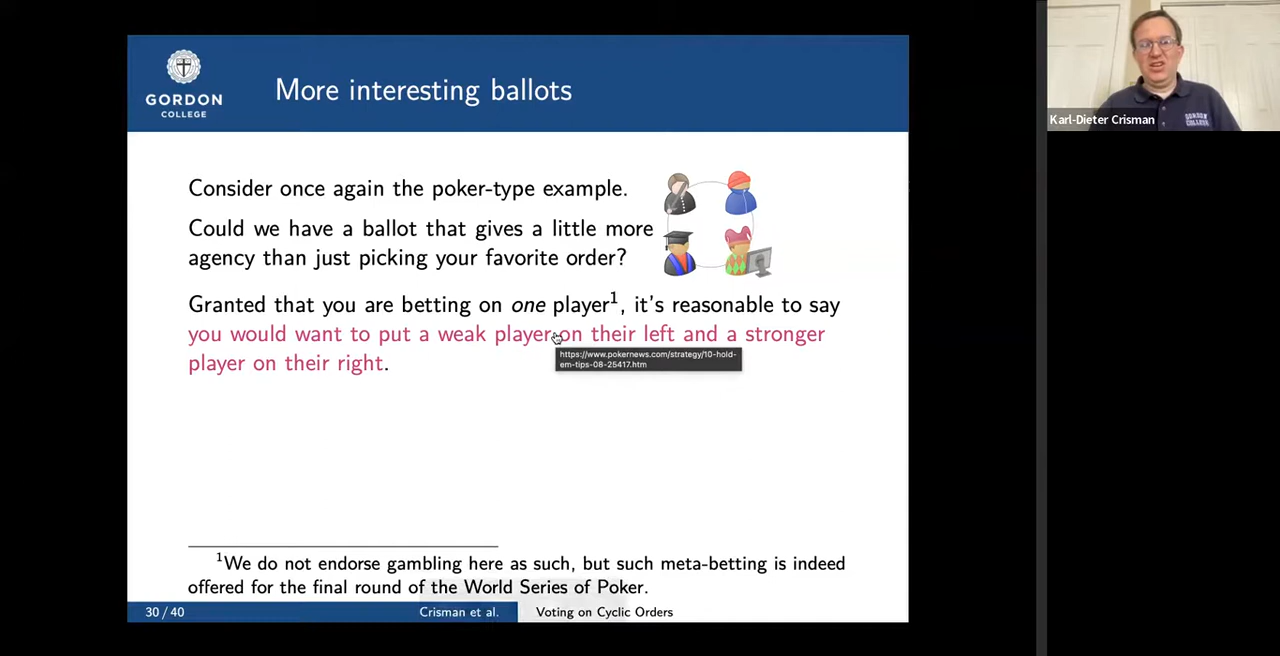 GORDON
COLLEGE
More interesting ballots
Karl-Dieter Crisman
GORDON
COLLEGE
Consider once again the poker-type example.
Could we have a ballot that gives a little more
agency than just picking your favorite order?
Granted that you are betting on one player1, it's reasonable to say
you would want to put a weak player on their left and a stronger
player on their right.
https://www.pokernews.com/strategy/10-hold-
em-tips-08-25417.htm
1We do not endorse gambling here as such, but such meta-betting is indeed
offered for the final round of the World Series of Poker.
30 / 40 Crisman et al. Voting on Cyclic Orders